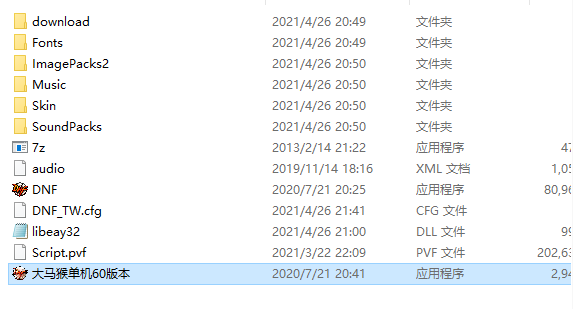 download 2021/4/26 20:49 文件夹
Fonts 2021/4/26 20:49 文件夹
ImagePacks2 2021/4/26 20:50 文件夹
Music 2021/4/26 20:50 文件夹
Skin 2021/4/26 20:50 文件夹
SoundPacks 2021/4/26 20:50 文件夹
7z 2013/2/14 21:22 应用程序 47
audio 2019/11/14 18:16 XML 文档 1,05
DNF 2020/7/21 20:25 应用程序 80,96
DNF_TW.cfg 2021/4/26 21:41 CFG 文件
libeay32 2021/4/26 21:00 DLL 文件 99
Script.pvf 2021/3/22 22:09 PVF 文件 202,63
大马猴单机60版本 2020/7/21 20:41 应用程序 2,94